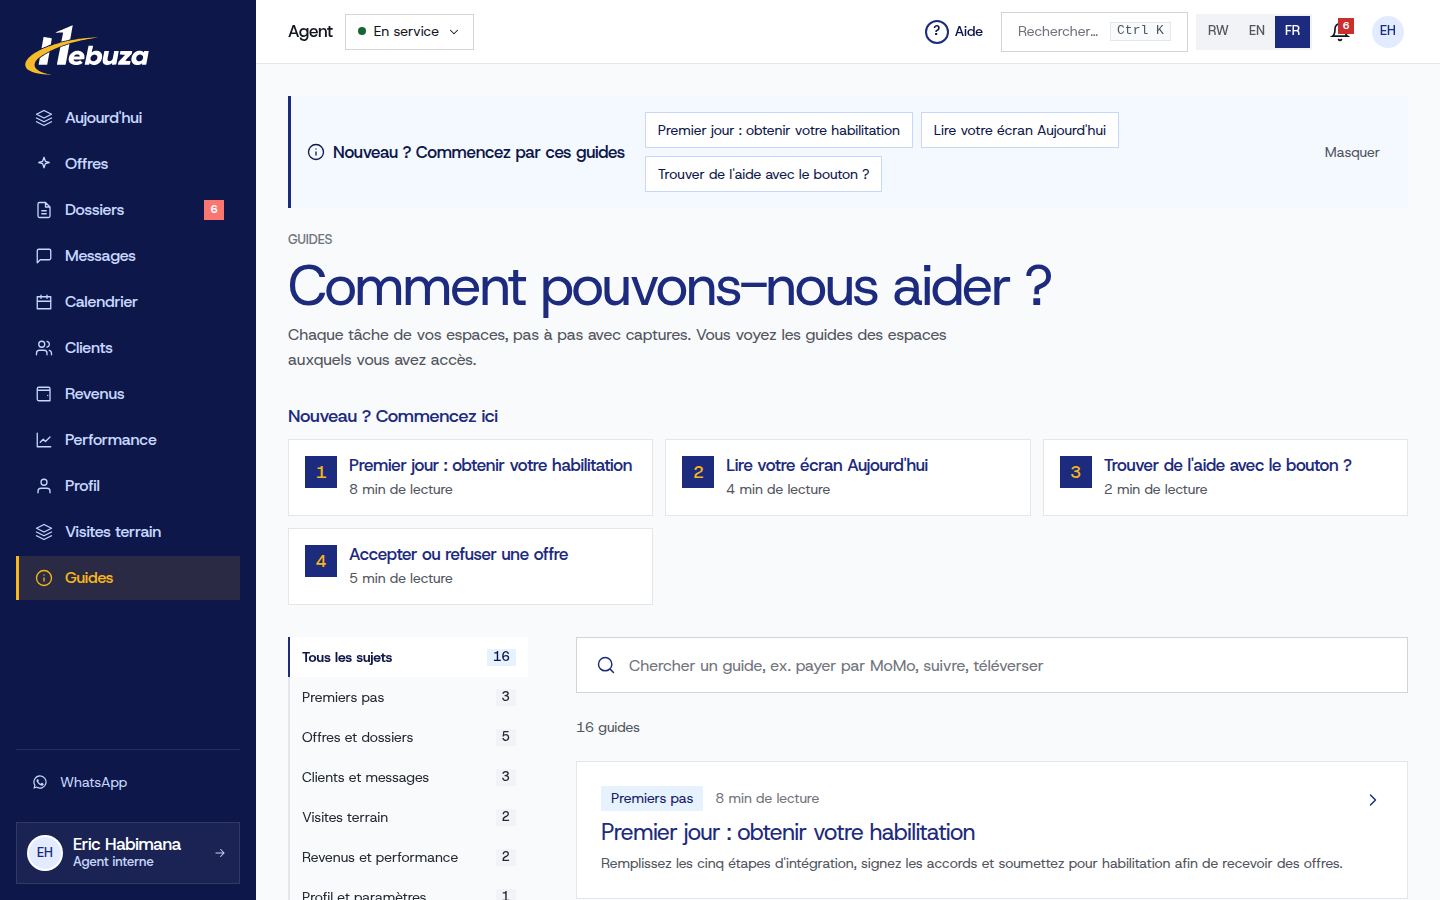 Hebuza
Aujourd'hui
Offres
Dossiers
6
Messages
Calendrier
Clients
Revenus
Performance
Profil
Visites terrain
Guides
WhatsApp
EH
Eric Habimana
Agent interne
Agent
En service
? Aide
Rechercher... Ctrl K
RW EN FR
6
EH
Nouveau ? Commencez par ces guides
Premier jour : obtenir votre habilitation
Lire votre écran Aujourd'hui
Trouver de l'aide avec le bouton ?
Masquer
GUIDES
Comment pouvons-nous aider ?
Chaque tâche de vos espaces, pas à pas avec captures. Vous voyez les guides des espaces
auxquels vous avez accès.
Nouveau ? Commencez ici
1 Premier jour : obtenir votre habilitation
8 min de lecture
2 Lire votre écran Aujourd'hui
4 min de lecture
3 Trouver de l'aide avec le bouton ?
2 min de lecture
4 Accepter ou refuser une offre
5 min de lecture
Tous les sujets 16
Premiers pas 3
Offres et dossiers 5
Clients et messages 3
Visites terrain 2
Revenus et performance 2
Profil et paramètres 1
Chercher un guide, ex. payer par MoMo, suivre, téléverser
16 guides
Premiers pas 8 min de lecture
Premier jour : obtenir votre habilitation
Remplissez les cinq étapes d'intégration, signez les accords et soumettez pour habilitation afin de recevoir des offres.